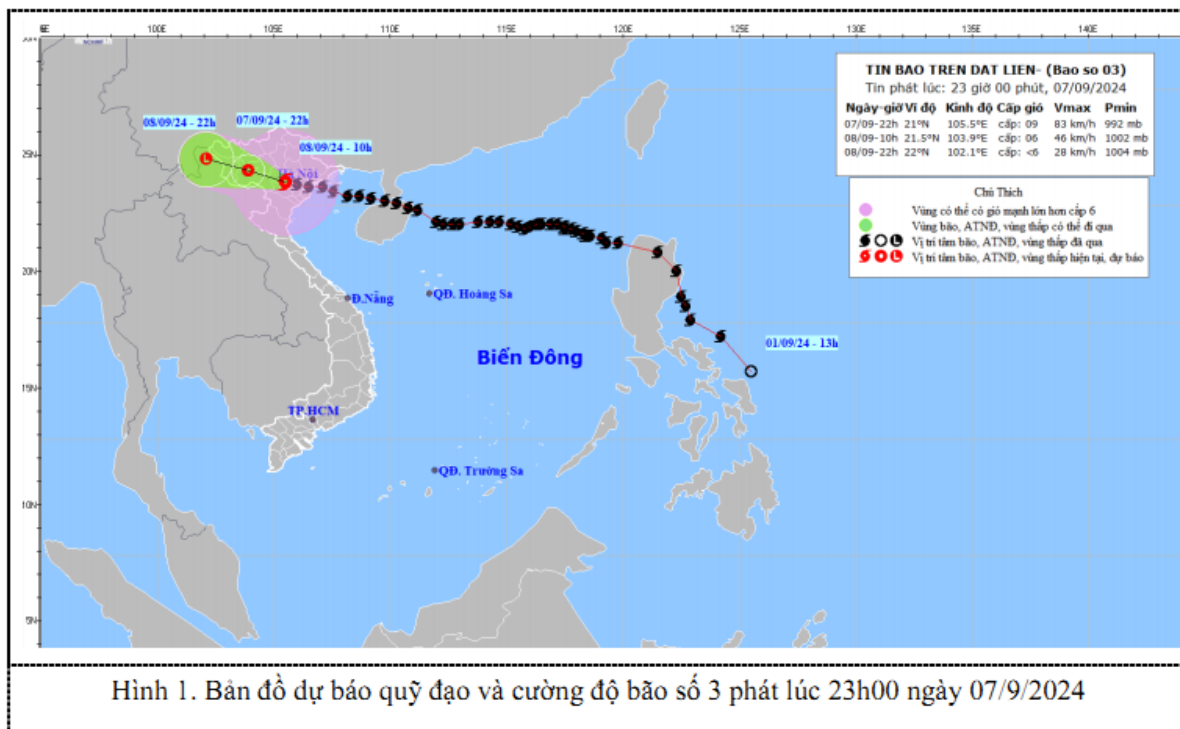 100E 105E 110E 115E 120E 125E 130E 135E 140E
TIN BAO TREN DAT LIEN- (Bao so 03)
Tin phát lúc: 23 giờ 00 phút, 07/09/2024
Ngày-giờ Vĩ độ Kinh độ Cấp gió Vmax Pmin
07/09-22h 21°N 105.5°E cấp: 09 83 km/h 992 mb
08/09-10h 21.5°N 103.9°E cấp: 06 46 km/h 1002 mb
08/09-22h 22°N 102.1°E cấp: <6 28 km/h 1004 mb
Chú Thích
Vùng có thể có gió mạnh lớn hơn cấp 6
Vùng bão, ATNĐ, vùng thấp có thể đi qua
Vị trí tâm bão, ATNĐ, vùng thấp đã qua
Vị trí tâm bão, ATNĐ, vùng thấp hiện tại, dự báo
08/09/24 - 22h
07/09/24 - 22h
08/09/24 - 10h
25N
L
Hà Nội
20N
Đ.Nẵng
QĐ. Hoàng Sa
01/09/24 - 13h
Biển Đông
15N
TP.HCM
QĐ. Trường Sa
10N
5N
Hình 1. Bản đồ dự báo quỹ đạo và cường độ bão số 3 phát lúc 23h00 ngày 07/9/2024